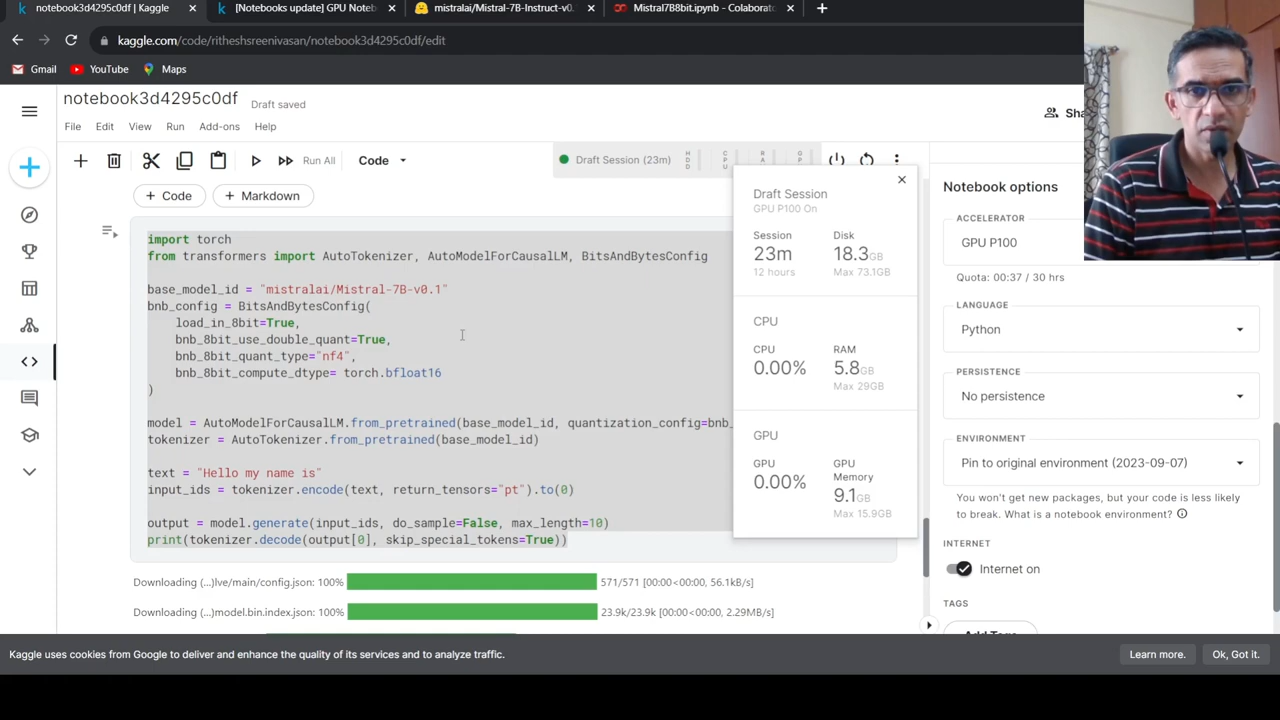 notebook3d4295c0df | Kaggle
[Notebooks update] GPU Noteb
mistralai/Mistral-7B-Instruct-v0.
Mistral7B8bit.ipynb - Colaborato
kaggle.com/code/ritheshsreenivasan/notebook3d4295c0df/edit
Gmail
YouTube
Maps
notebook3d4295c0df
Draft saved
File
Edit
View
Run
Add-ons
Help
Sha
Run All
Code
Draft Session (23m)
HDD
CPU
RA
GP
+ Code
+ Markdown
import torch
from transformers import AutoTokenizer, AutoModelForCausalLM, BitsAndBytesConfig
base_model_id = "mistralai/Mistral-7B-v0.1"
bnb_config = BitsAndBytesConfig(
load_in_8bit=True,
bnb_8bit_use_double_quant=True,
bnb_8bit_quant_type="nf4",
bnb_8bit_compute_dtype= torch.bfloat16
)
model = AutoModelForCausalLM.from_pretrained(base_model_id, quantization_config=bnb_
tokenizer = AutoTokenizer.from_pretrained(base_model_id)
text = "Hello my name is"
input_ids = tokenizer.encode(text, return_tensors="pt").to(0)
output = model.generate(input_ids, do_sample=False, max_length=10)
print(tokenizer.decode(output[0], skip_special_tokens=True))
Downloading (…)lve/main/config.json: 100%
571/571 [00:00<00:00, 56.1kB/s]
Downloading (…)model.bin.index.json: 100%
23.9k/23.9k [00:00<00:00, 2.29MB/s]
Draft Session
GPU P100 On
Session
23m
12 hours
Disk
18.3GB
Max 73.1GB
CPU
CPU
0.00%
RAM
5.8GB
Max 29GB
GPU
GPU
0.00%
GPU Memory
9.1GB
Max 15.9GB
Notebook options
ACCELERATOR
GPU P100
Quota: 00:37 / 30 hrs
LANGUAGE
Python
PERSISTENCE
No persistence
ENVIRONMENT
Pin to original environment (2023-09-07)
You won't get new packages, but your code is less likely
to break. What is a notebook environment?
INTERNET
Internet on
TAGS
Add Tags
Kaggle uses cookies from Google to deliver and enhance the quality of its services and to analyze traffic.
Learn more.
Ok, Got it.